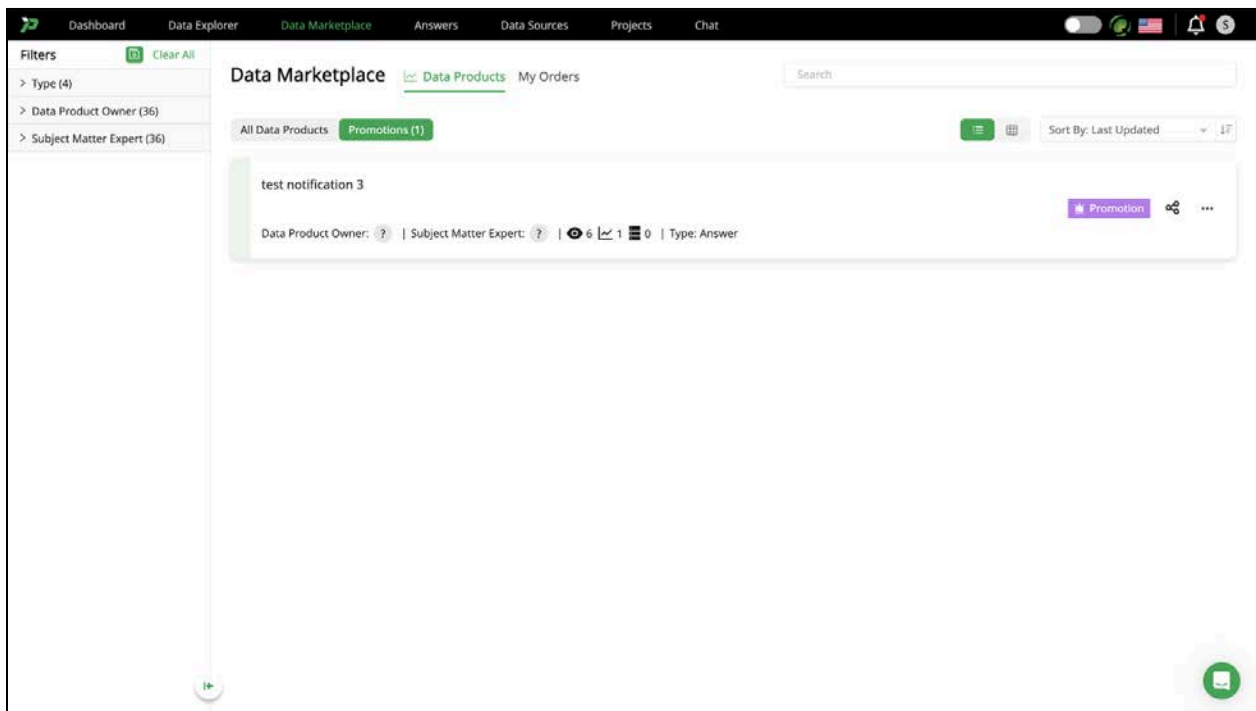 Dashboard Data Explorer Data Marketplace Answers Data Sources Projects Chat S
Filters Clear All
> Type (4)
> Data Product Owner (36)
> Subject Matter Expert (36)
Data Marketplace Data Products My Orders Search
All Data Products Promotions (1) Sort By: Last Updated
test notification 3
Promotion
Data Product Owner: ? | Subject Matter Expert: ? | 6 1 0 | Type: Answer